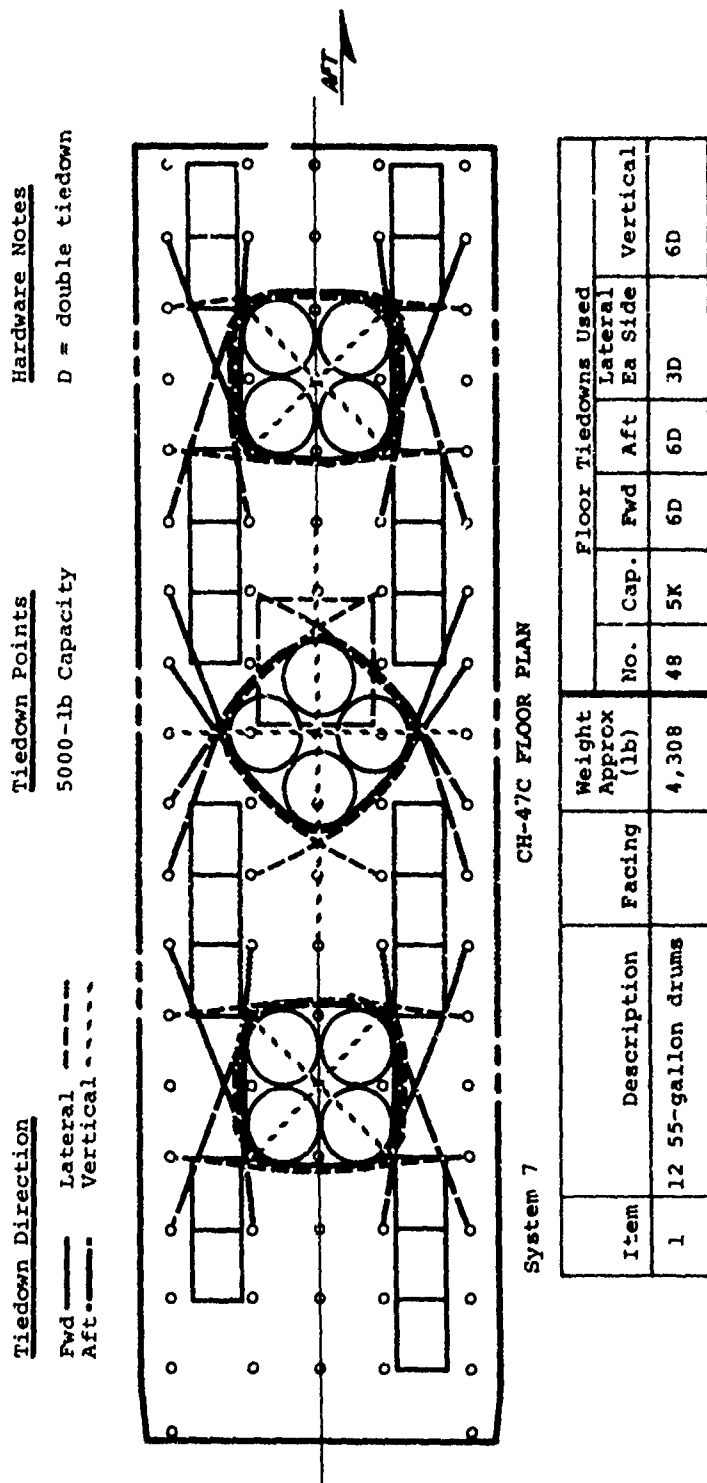 Tiedown Direction
Fwd Lateral
Aft Vertical
Tiedown Points
5000-lb Capacity
Hardware Notes
D = double tiedown
AFT
CH-47C FLOOR PLAN
System 7
Item Description Facing Weight Approx (lb) Floor Tiedowns Used
No. Cap. Fwd Aft Lateral Ea Side Vertical
1 12 55-gallon drums 4,308 48 5K 6D 6D 3D 6D